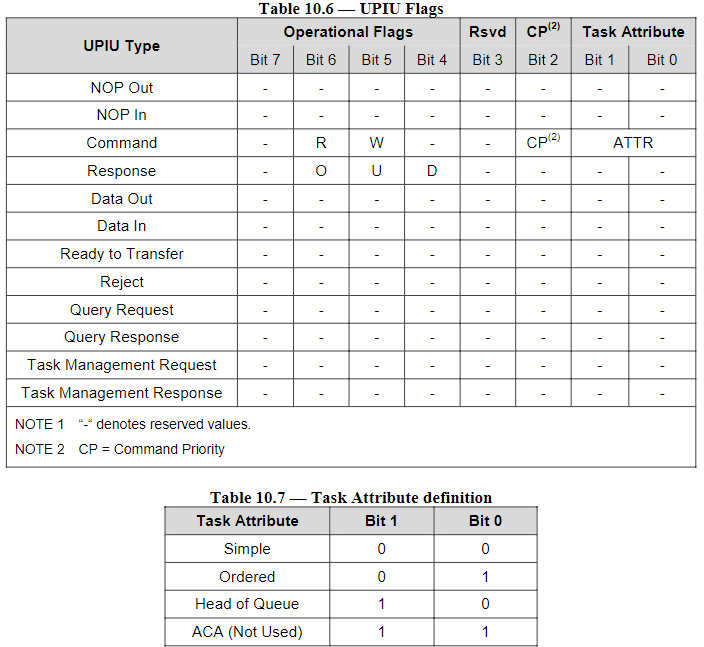 Table 10.6 — UPIU Flags
UPIU Type Operational Flags Rsvd CP(2) Task Attribute
Bit 7 Bit 6 Bit 5 Bit 4 Bit 3 Bit 2 Bit 1 Bit 0
NOP Out - - - - - - - -
NOP In - - - - - - - -
Command - R W - - CP(2) ATTR
Response - O U D - - - -
Data Out - - - - - - - -
Data In - - - - - - - -
Ready to Transfer - - - - - - - -
Reject - - - - - - - -
Query Request - - - - - - - -
Query Response - - - - - - - -
Task Management Request - - - - - - - -
Task Management Response - - - - - - - -
NOTE 1 “-“ denotes reserved values.
NOTE 2 CP = Command Priority
Table 10.7 — Task Attribute definition
Task Attribute Bit 1 Bit 0
Simple 0 0
Ordered 0 1
Head of Queue 1 0
ACA (Not Used) 1 1